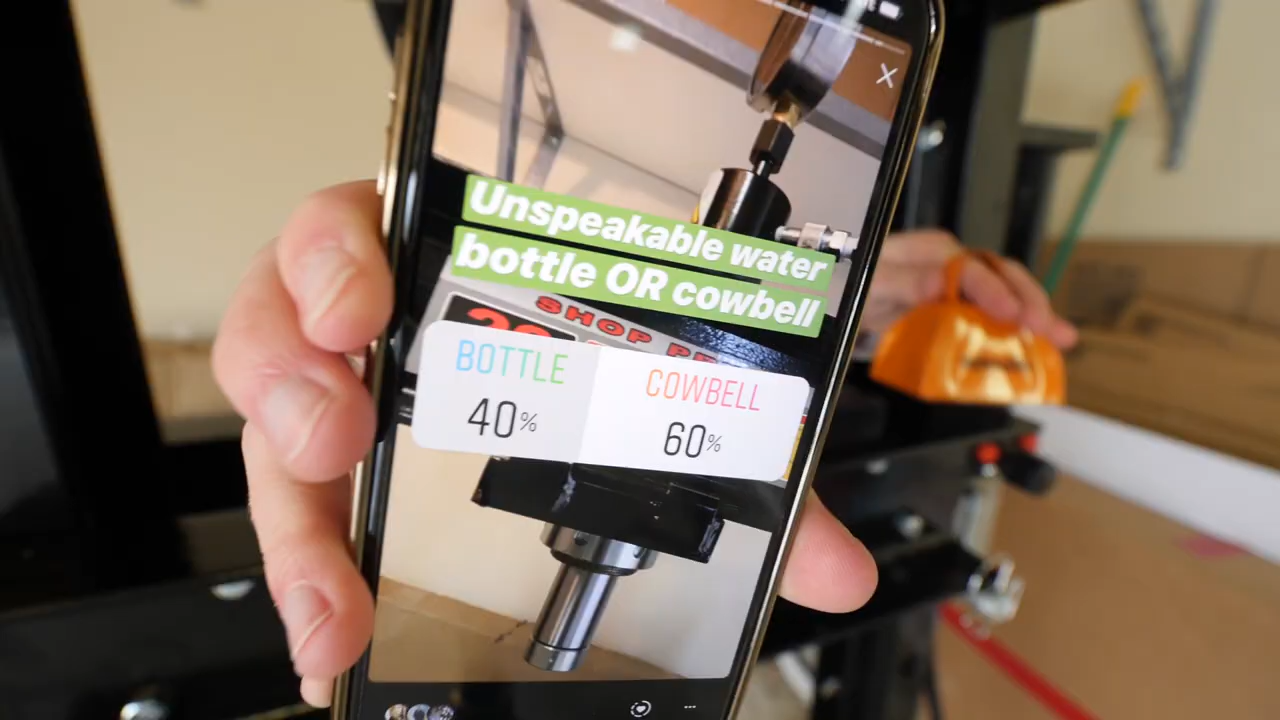 Unspeakable water
bottle OR cowbell
SHOP
BOTTLE
40%
COWBELL
60%